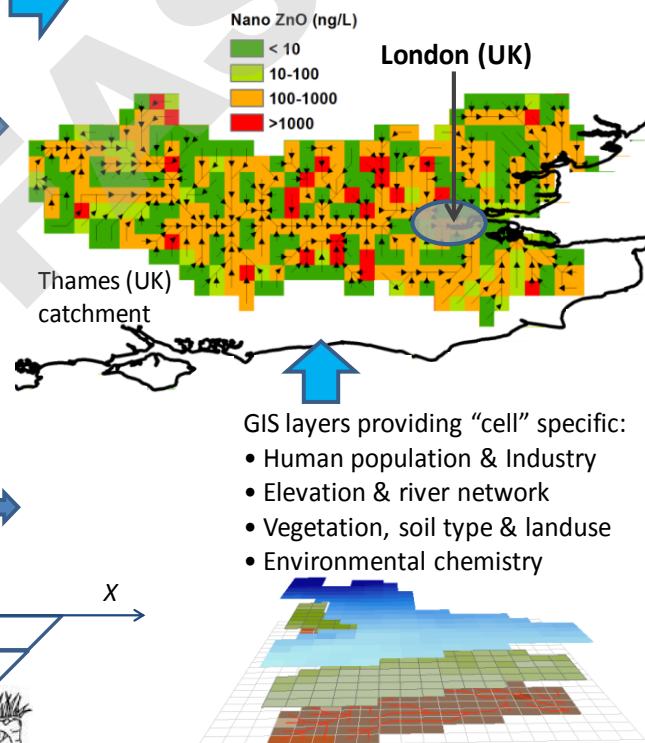 Nano ZnO (ng/L)
< 10
10-100
100-1000
>1000
London (UK)
Thames (UK)
catchment
GIS layers providing “cell” specific:
• Human population & Industry
• Elevation & river network
• Vegetation, soil type & landuse
• Environmental chemistry
X